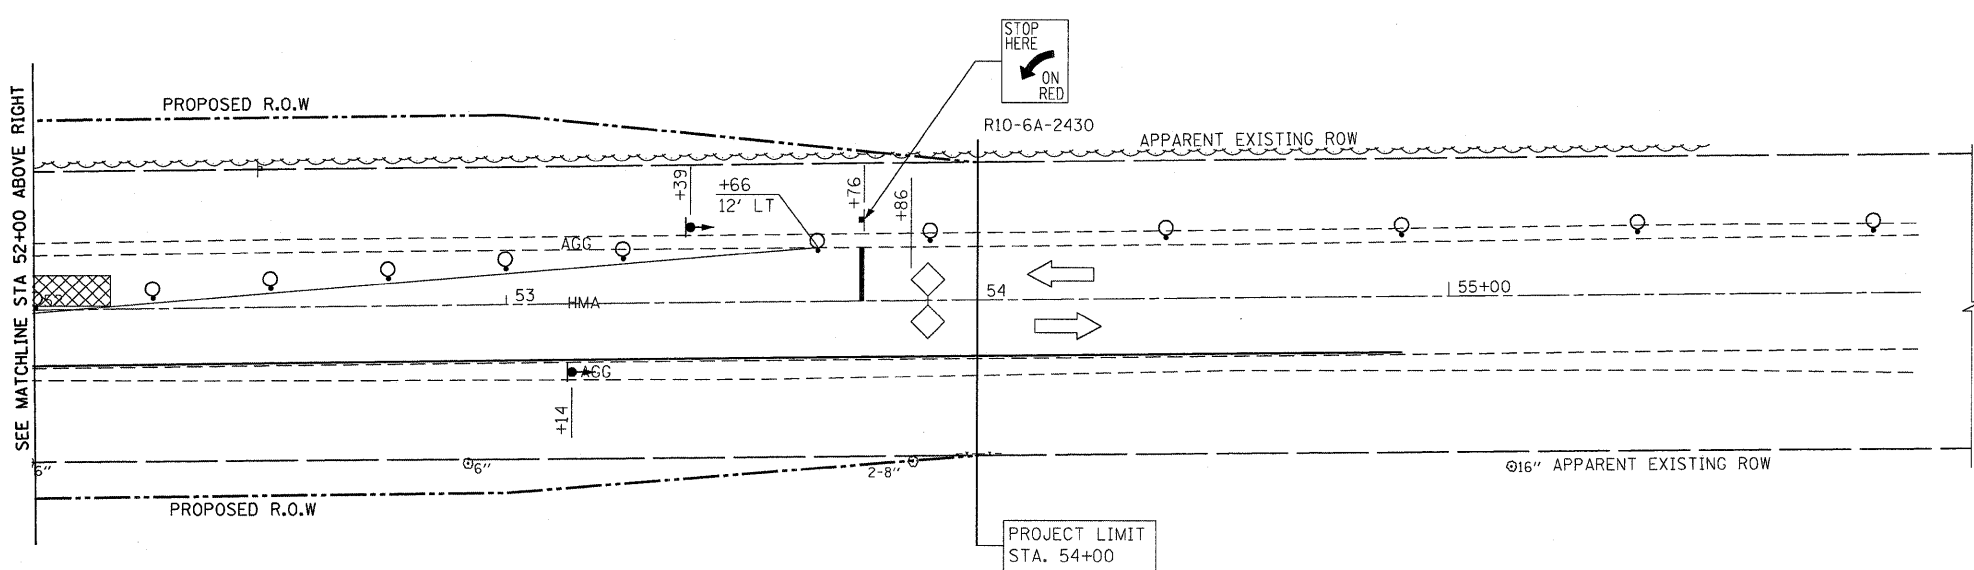 STOP
HERE
ON
RED
R10-6A-2430
SEE MATCHLINE STA 52+00 ABOVE RIGHT
PROPOSED R.O.W
APPARENT EXISTING ROW
+39
+66
12' LT
+76
+86
AGG
53
HMA
54
55+00
AGG
+14
6"
6"
2-8"
16" APPARENT EXISTING ROW
PROPOSED R.O.W
PROJECT LIMIT
STA. 54+00